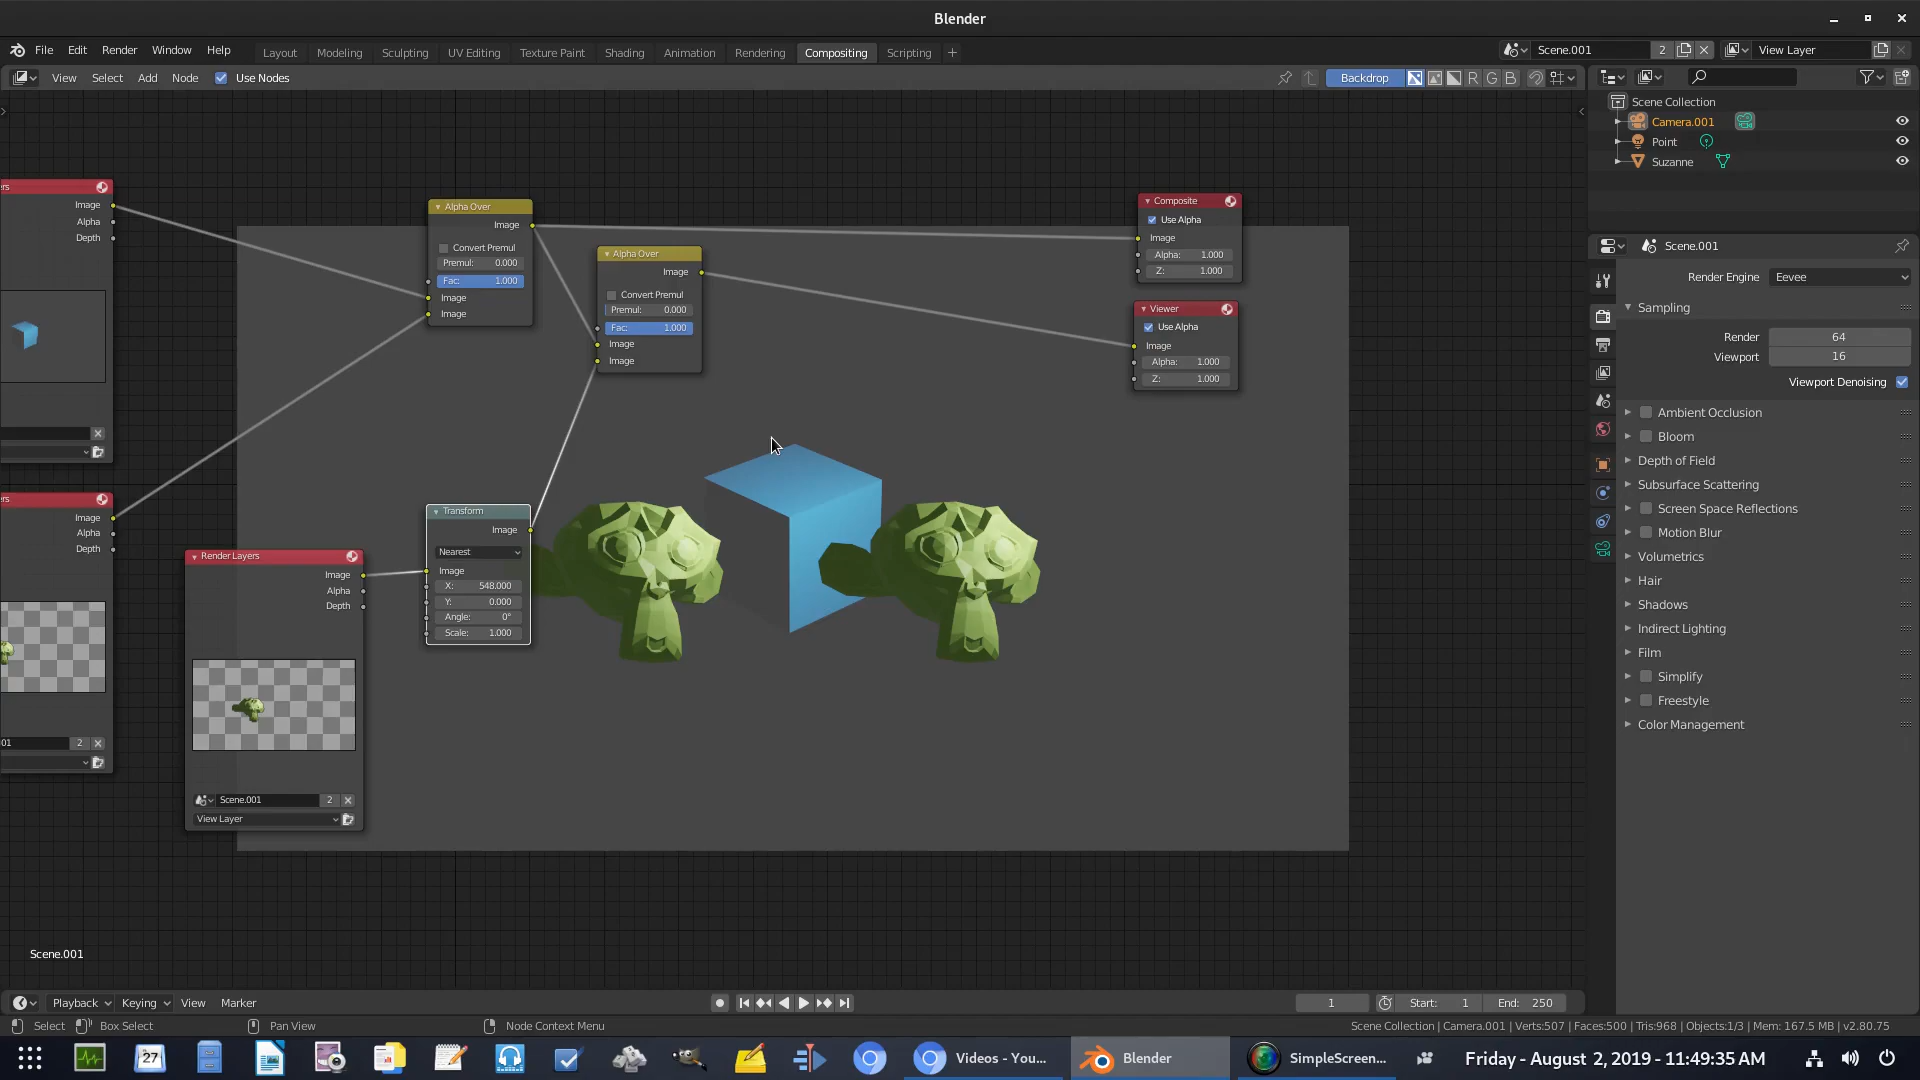 Blender
File Edit Render Window Help
Layout Modeling Sculpting UV Editing Texture Paint Shading Animation Rendering Compositing Scripting +
Scene.001 2
View Layer
View Select Add Node Use Nodes
Backdrop R G B
Scene Collection
Camera.001
Point
Suzanne
Scene.001
Render Engine Eevee
Sampling
Render 64
Viewport 16
Viewport Denoising
Ambient Occlusion
Bloom
Depth of Field
Subsurface Scattering
Screen Space Reflections
Motion Blur
Volumetrics
Hair
Shadows
Indirect Lighting
Film
Simplify
Freestyle
Color Management
ers
Image
Alpha
Depth
ers
Image
Alpha
Depth
01 2
Alpha Over
Image
Convert Premul
Premul: 0.000
Fac: 1.000
Image
Image
Alpha Over
Image
Convert Premul
Premul: 0.000
Fac: 1.000
Image
Image
Composite
Use Alpha
Image
Alpha: 1.000
Z: 1.000
Viewer
Use Alpha
Image
Alpha: 1.000
Z: 1.000
Transform
Image
Nearest
Image
X: 548.000
Y: 0.000
Angle: 0°
Scale: 1.000
Render Layers
Image
Alpha
Depth
Scene.001 2
View Layer
Scene.001
Playback Keying View Marker
1 Start: 1 End: 250
Select Box Select Pan View Node Context Menu
Scene Collection | Camera.001 | Verts:507 | Faces:500 | Tris:968 | Objects:1/3 | Mem: 167.5 MB | v2.80.75
27
Videos - You...
Blender
SimpleScreen...
Friday - August 2, 2019 - 11:49:35 AM